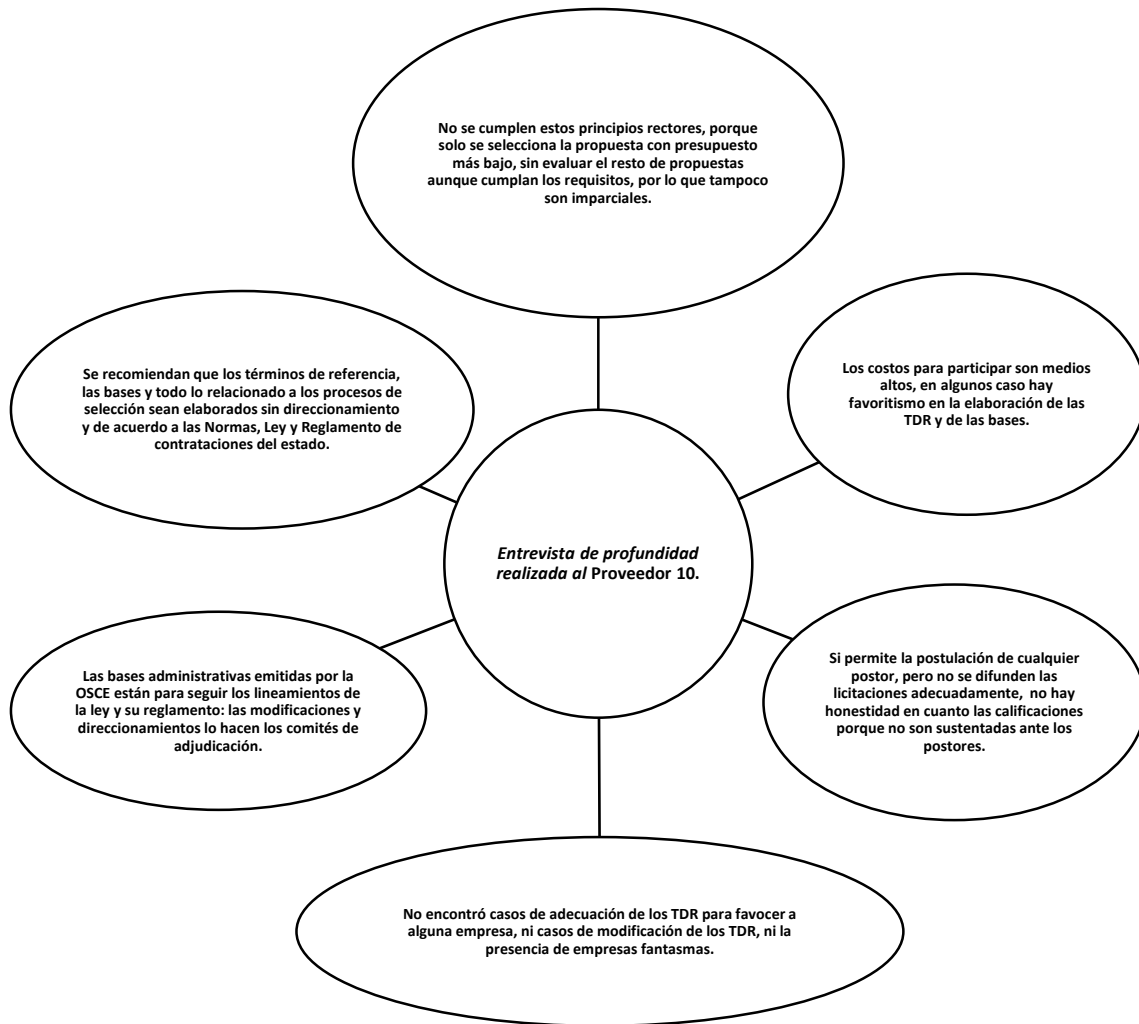 No se cumplen estos principios rectores, porque
solo se selecciona la propuesta con presupuesto
más bajo, sin evaluar el resto de propuestas
aunque cumplan los requisitos, por lo que tampoco
son imparciales.
Se recomiendan que los términos de referencia,
las bases y todo lo relacionado a los procesos de
selección sean elaborados sin direccionamiento
y de acuerdo a las Normas, Ley y Reglamento de
contrataciones del estado.
Los costos para participar son medios
altos, en algunos caso hay
favoritismo en la elaboración de las
TDR y de las bases.
Entrevista de profundidad
realizada al Proveedor 10.
Las bases administrativas emitidas por la
OSCE están para seguir los lineamientos de
la ley y su reglamento: las modificaciones y
direccionamientos lo hacen los comités de
adjudicación.
Si permite la postulación de cualquier
postor, pero no se difunden las
licitaciones adecuadamente, no hay
honestidad en cuanto las calificaciones
porque no son sustentadas ante los
postores.
No encontró casos de adecuación de los TDR para favocer a
alguna empresa, ni casos de modificación de los TDR, ni la
presencia de empresas fantasmas.